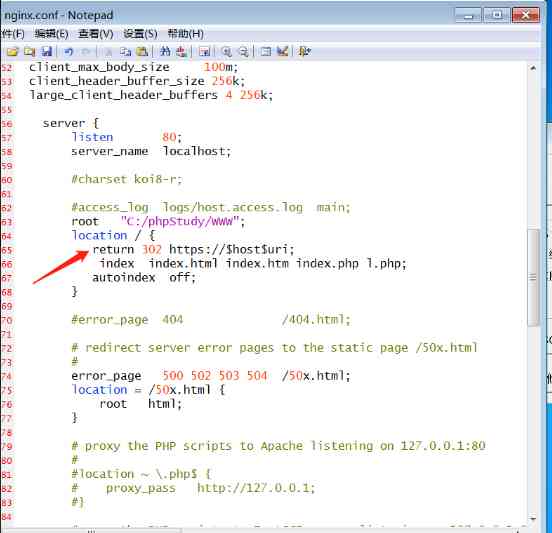 nginx.conf - Notepad
件(F) 编辑(E) 查看(V) 设置(S) 帮助(H)
52 client_max_body_size 100m;
53 client_header_buffer_size 256k;
54 large_client_header_buffers 4 256k;
55
56 server {
57 listen 80;
58 server_name localhost;
59
60 #charset koi8-r;
61
62 #access_log logs/host.access.log main;
63 root "C:/phpStudy/WWW";
64 location / {
65 return 302 https://$host$uri;
66 index index.html index.htm index.php l.php;
67 autoindex off;
68 }
69
70 #error_page 404 /404.html;
71
72 # redirect server error pages to the static page /50x.html
73 #
74 error_page 500 502 503 504 /50x.html;
75 location = /50x.html {
76 root html;
77 }
78
79 # proxy the PHP scripts to Apache listening on 127.0.0.1:80
80 #
81 #location ~ \.php$ {
82 # proxy_pass http://127.0.0.1;
83 #}
84